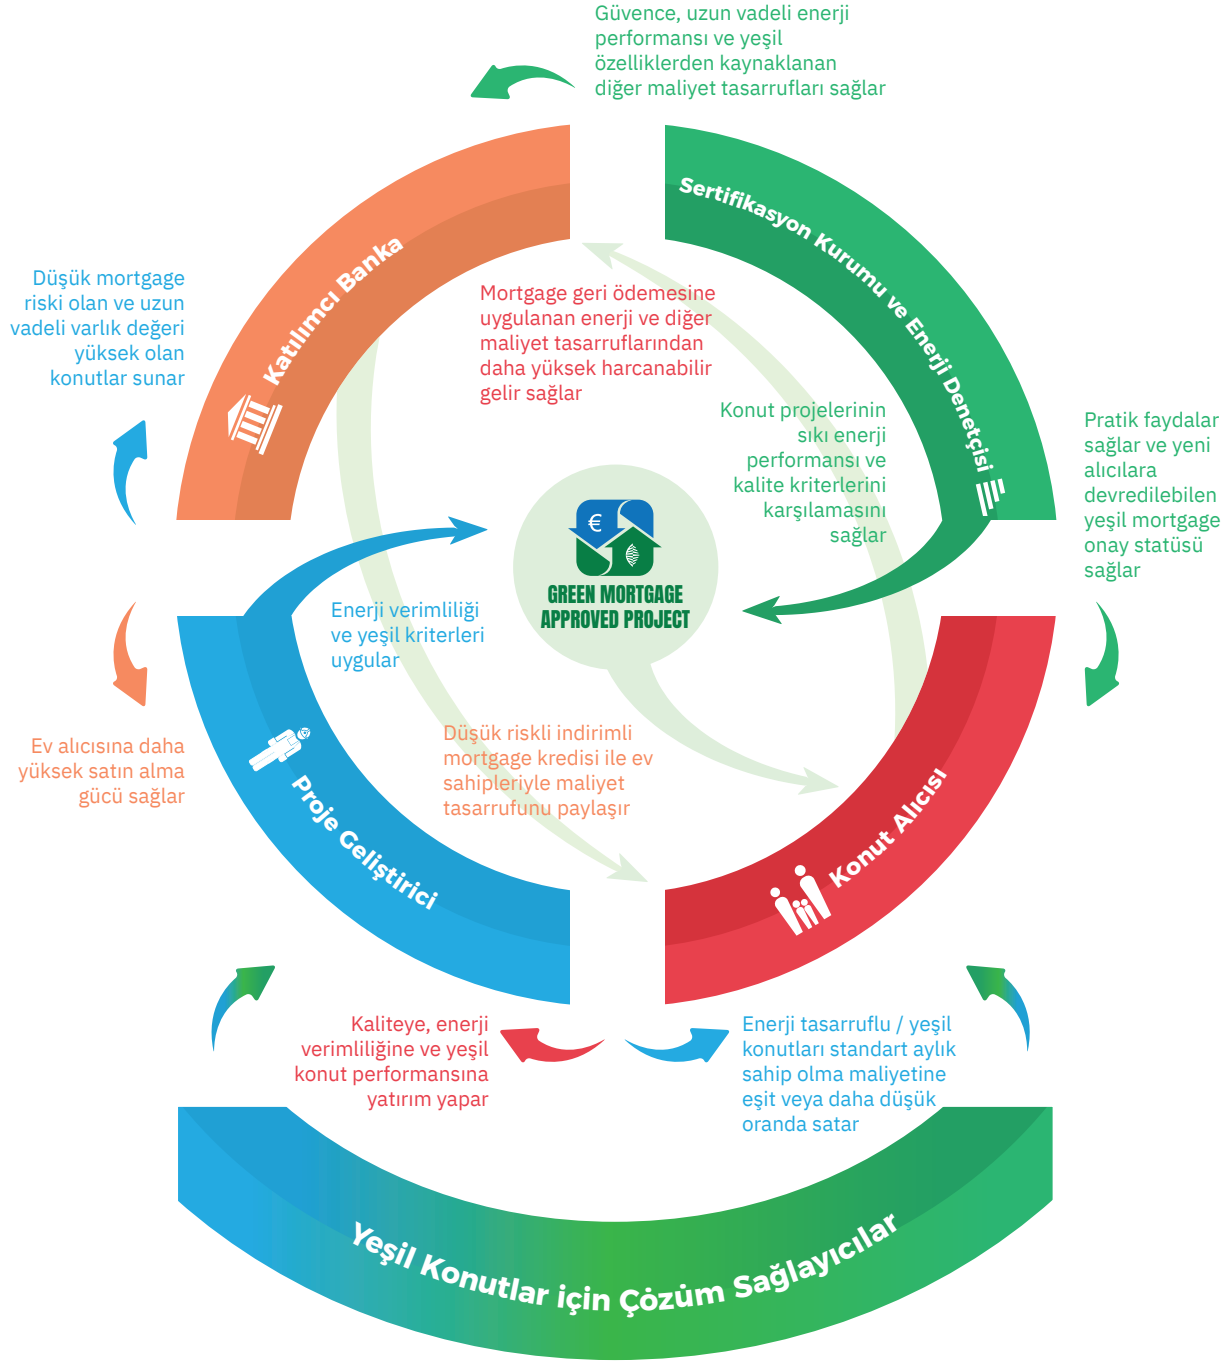 Güvence, uzun vadeli enerji
performansı ve yeşil
özelliklerden kaynaklanan
diğer maliyet tasarrufları sağlar
Katılımcı Banka
Sertifikasyon Kurumu ve Enerji Denetçisi
Düşük mortgage
riski olan ve uzun
vadeli varlık değeri
yüksek olan
konutlar sunar
Mortgage geri ödemesine
uygulanan enerji ve diğer
maliyet tasarruflarından
daha yüksek harcanabilir
gelir sağlar
Konut projelerinin
sıkı enerji
performansı ve
kalite kriterlerini
karşılamasını
sağlar
Pratik faydalar
sağlar ve yeni
alıcılara
devredilebilen
yeşil mortgage
onay statüsü
sağlar
€
GREEN MORTGAGE
APPROVED PROJECT
Enerji verimliliği
ve yeşil kriterleri
uygular
Ev alıcısına daha
yüksek satın alma
gücü sağlar
Düşük riskli indirimli
mortgage kredisi ile ev
sahipleriyle maliyet
tasarrufunu paylaşır
Proje Geliştirici
Konut Alıcısı
Kaliteye, enerji
verimliliğine ve yeşil
konut performansına
yatırım yapar
Enerji tasarruflu / yeşil
konutları standart aylık
sahip olma maliyetine
eşit veya daha düşük
oranda satar
Yeşil Konutlar için Çözüm Sağlayıcılar